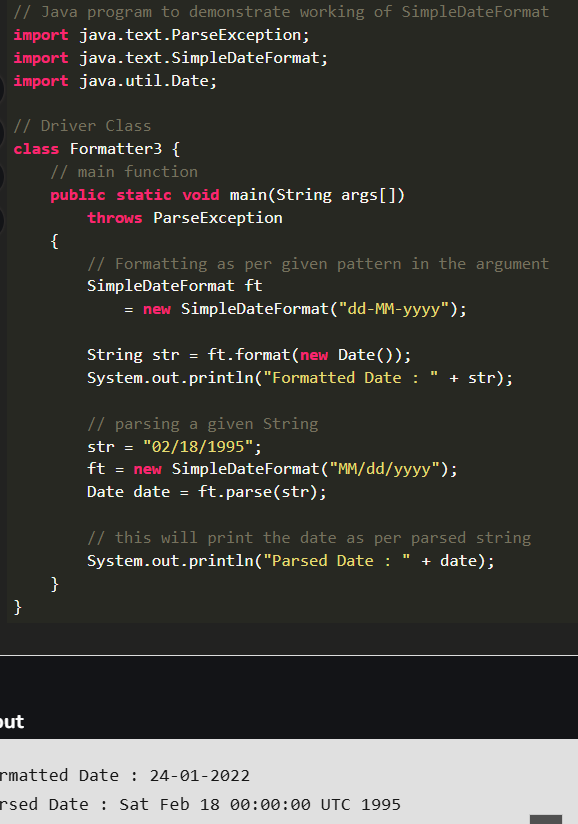 // Java program to demonstrate working of SimpleDateFormat
import java.text.ParseException;
import java.text.SimpleDateFormat;
import java.util.Date;

// Driver Class
class Formatter3 {
    // main function
    public static void main(String args[])
        throws ParseException
    {
        // Formatting as per given pattern in the argument
        SimpleDateFormat ft
            = new SimpleDateFormat("dd-MM-yyyy");

        String str = ft.format(new Date());
        System.out.println("Formatted Date : " + str);

        // parsing a given String
        str = "02/18/1995";
        ft = new SimpleDateFormat("MM/dd/yyyy");
        Date date = ft.parse(str);

        // this will print the date as per parsed string
        System.out.println("Parsed Date : " + date);
    }
}
out
rmatted Date : 24-01-2022
rsed Date : Sat Feb 18 00:00:00 UTC 1995